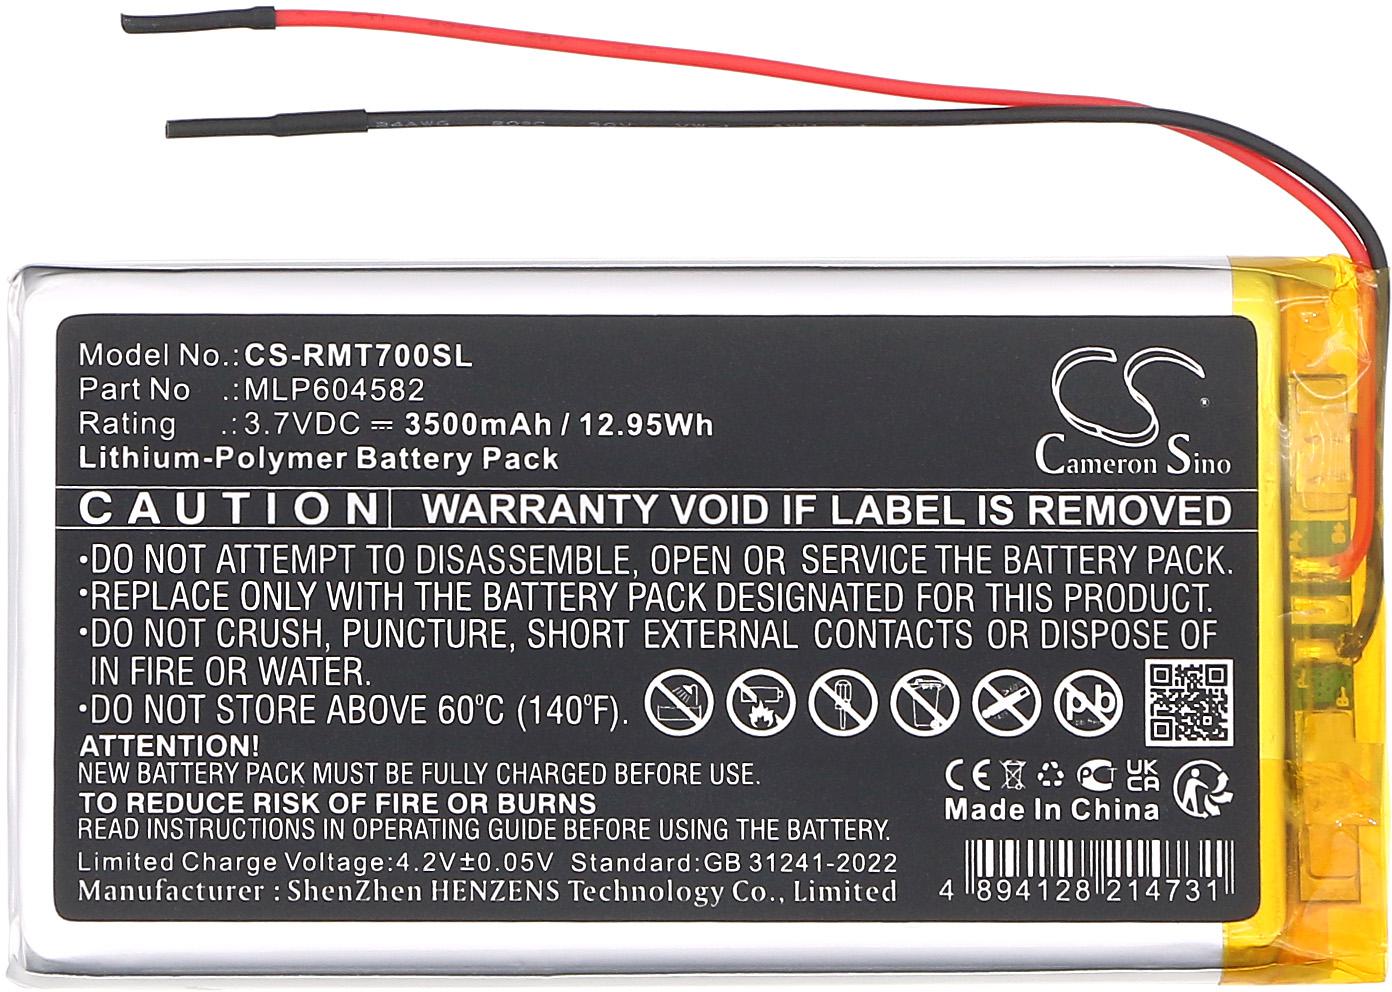 24AWG
Model No.:CS-RMT700SL
Part No .:MLP604582
Rating .:3.7VDC ⎓ 3500mAh / 12.95Wh
Lithium-Polymer Battery Pack
CS
Cameron Sino
CAUTION WARRANTY VOID IF LABEL IS REMOVED
•DO NOT ATTEMPT TO DISASSEMBLE, OPEN OR SERVICE THE BATTERY PACK.
•REPLACE ONLY WITH THE BATTERY PACK DESIGNATED FOR THIS PRODUCT.
•DO NOT CRUSH, PUNCTURE, SHORT EXTERNAL CONTACTS OR DISPOSE OF
IN FIRE OR WATER.
•DO NOT STORE ABOVE 60°C (140°F).
Pb
ATTENTION!
NEW BATTERY PACK MUST BE FULLY CHARGED BEFORE USE.
TO REDUCE RISK OF FIRE OR BURNS
READ INSTRUCTIONS IN OPERATING GUIDE BEFORE USING THE BATTERY.
CE UKCA
Made In China
Limited Charge Voltage:4.2V±0.05V Standard:GB 31241-2022
Manufacturer : ShenZhen HENZENS Technology Co., Limited
4 894128 214731